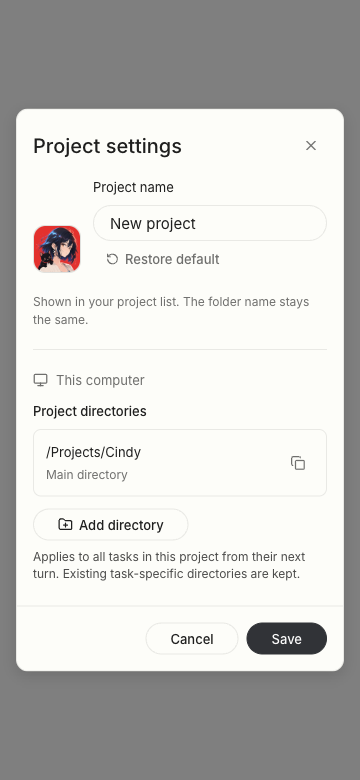 Project settings
Project name
New project
Restore default
Shown in your project list. The folder name stays
the same.
This computer
Project directories
/Projects/Cindy
Main directory
Add directory
Applies to all tasks in this project from their next
turn. Existing task-specific directories are kept.
Cancel
Save